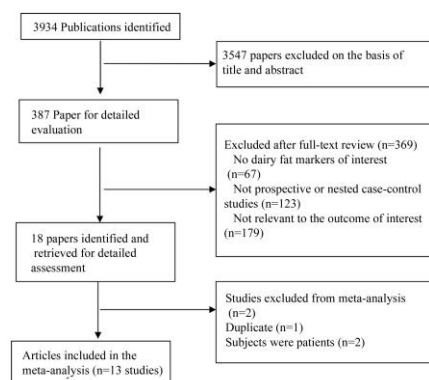 3934 Publications identified
3547 papers excluded on the basis of
title and abstract
387 Paper for detailed
evaluation
Excluded after full-text review (n=369)
No dairy fat markers of interest
(n=67)
Not prospective or nested case-control
studies (n=123)
Not relevant to the outcome of interest
(n=179)
18 papers identified and
retrieved for detailed
assessment
Studies excluded from meta-analysis
(n=2)
Duplicate (n=1)
Subjects were patients (n=2)
Articles included in the
meta-analysis (n=13 studies)